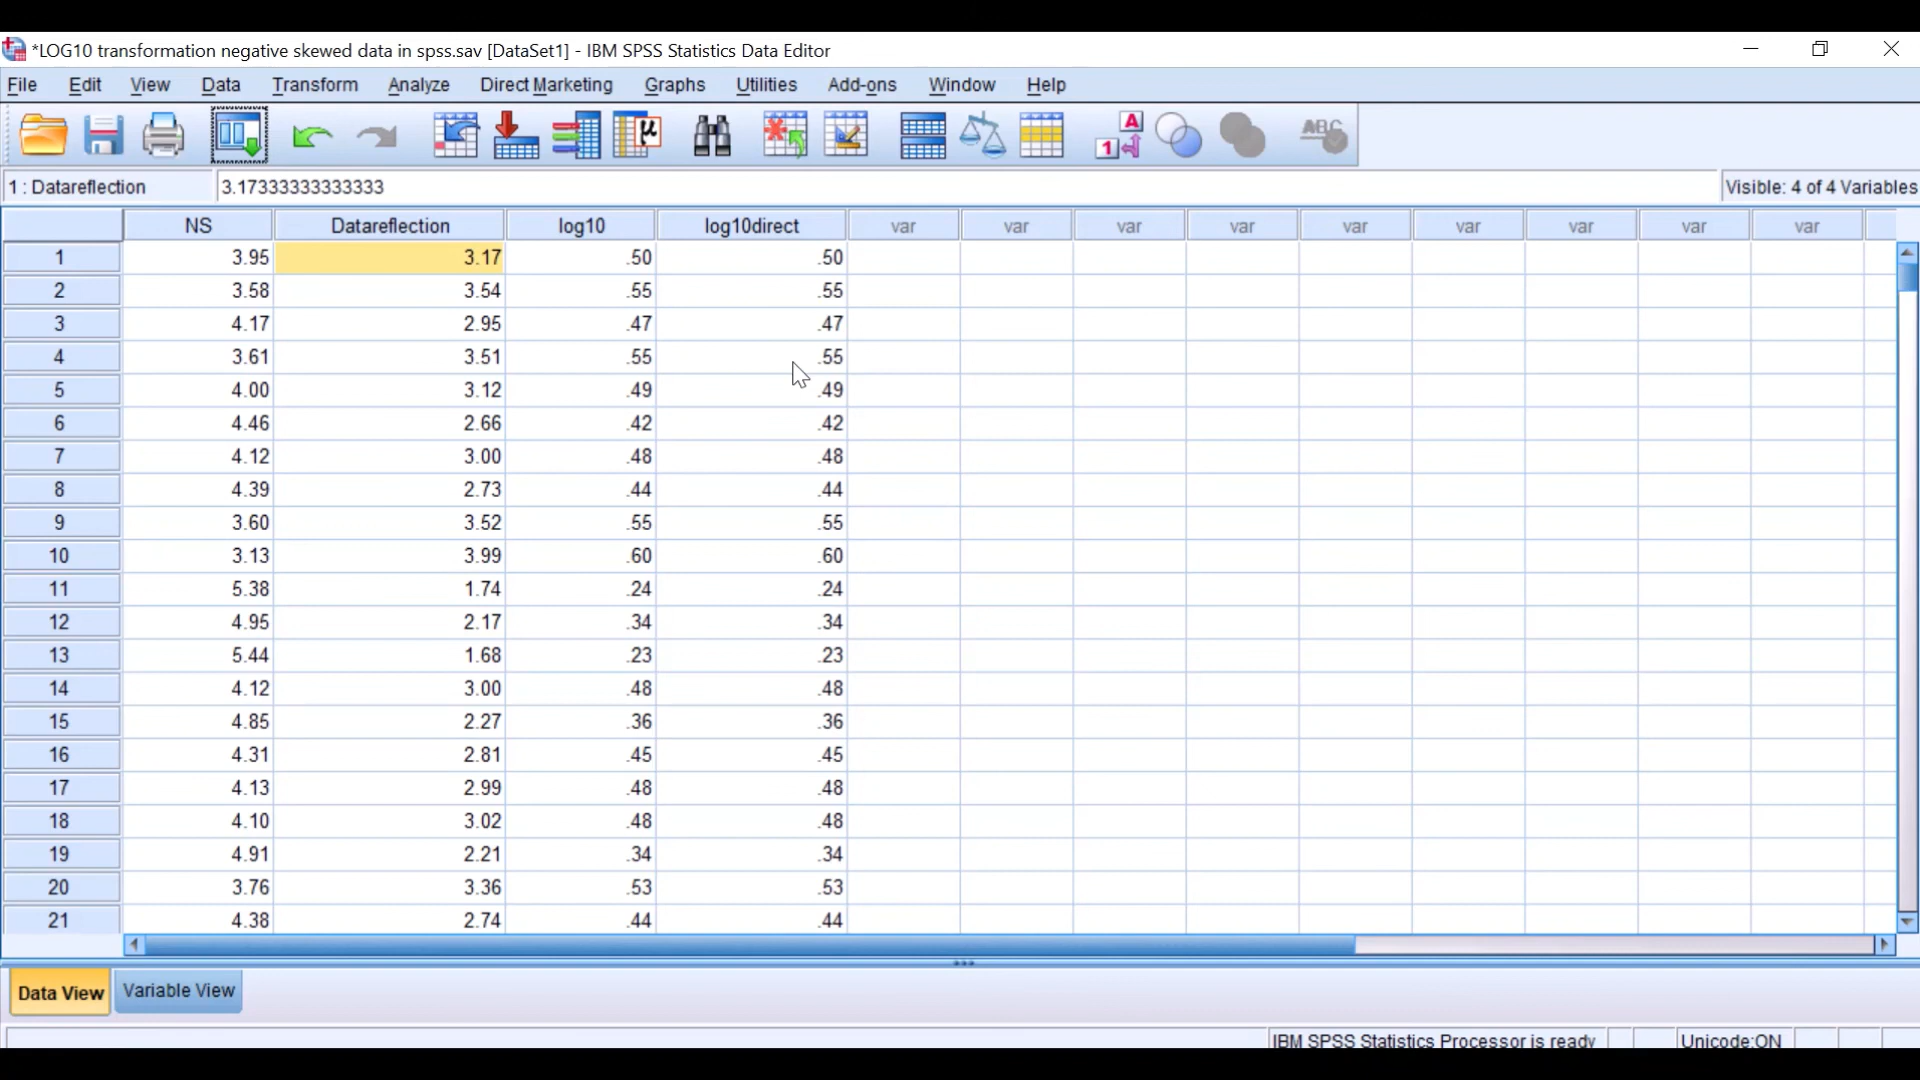 *LOG10 transformation negative skewed data in spss.sav [DataSet1] - IBM SPSS Statistics Data Editor
File Edit View Data Transform Analyze Direct Marketing Graphs Utilities Add-ons Window Help
μ A 1 ABC
1 : Datareflection 3.17333333333333 Visible: 4 of 4 Variables
NS Datareflection log10 log10direct var var var var var var var var var
1 3.95 3.17 .50 .50
2 3.58 3.54 .55 .55
3 4.17 2.95 .47 .47
4 3.61 3.51 .55 .55
5 4.00 3.12 .49 .49
6 4.46 2.66 .42 .42
7 4.12 3.00 .48 .48
8 4.39 2.73 .44 .44
9 3.60 3.52 .55 .55
10 3.13 3.99 .60 .60
11 5.38 1.74 .24 .24
12 4.95 2.17 .34 .34
13 5.44 1.68 .23 .23
14 4.12 3.00 .48 .48
15 4.85 2.27 .36 .36
16 4.31 2.81 .45 .45
17 4.13 2.99 .48 .48
18 4.10 3.02 .48 .48
19 4.91 2.21 .34 .34
20 3.76 3.36 .53 .53
21 4.38 2.74 .44 .44
Data View Variable View
IBM SPSS Statistics Processor is ready Unicode:ON